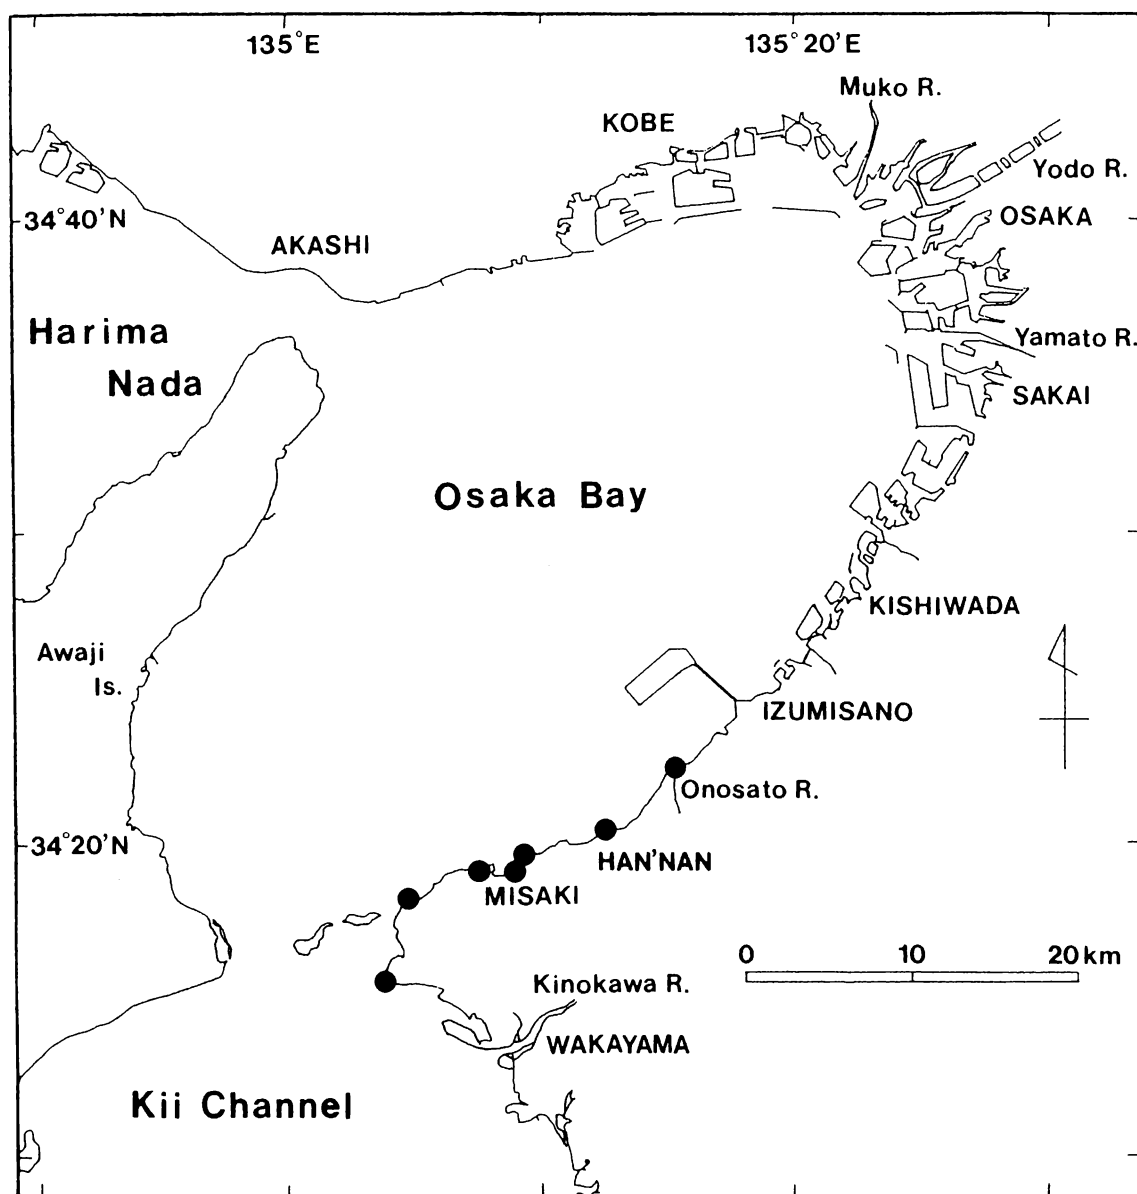 135°E
135°20'E
Muko R.
KOBE
Yodo R.
34°40'N
OSAKA
AKASHI
Harima
Nada
Yamato R.
SAKAI
Osaka Bay
KISHIWADA
Awaji
Is.
IZUMISANO
Onosato R.
34°20'N
HAN'NAN
MISAKI
0 10 20km
Kinokawa R.
WAKAYAMA
Kii Channel